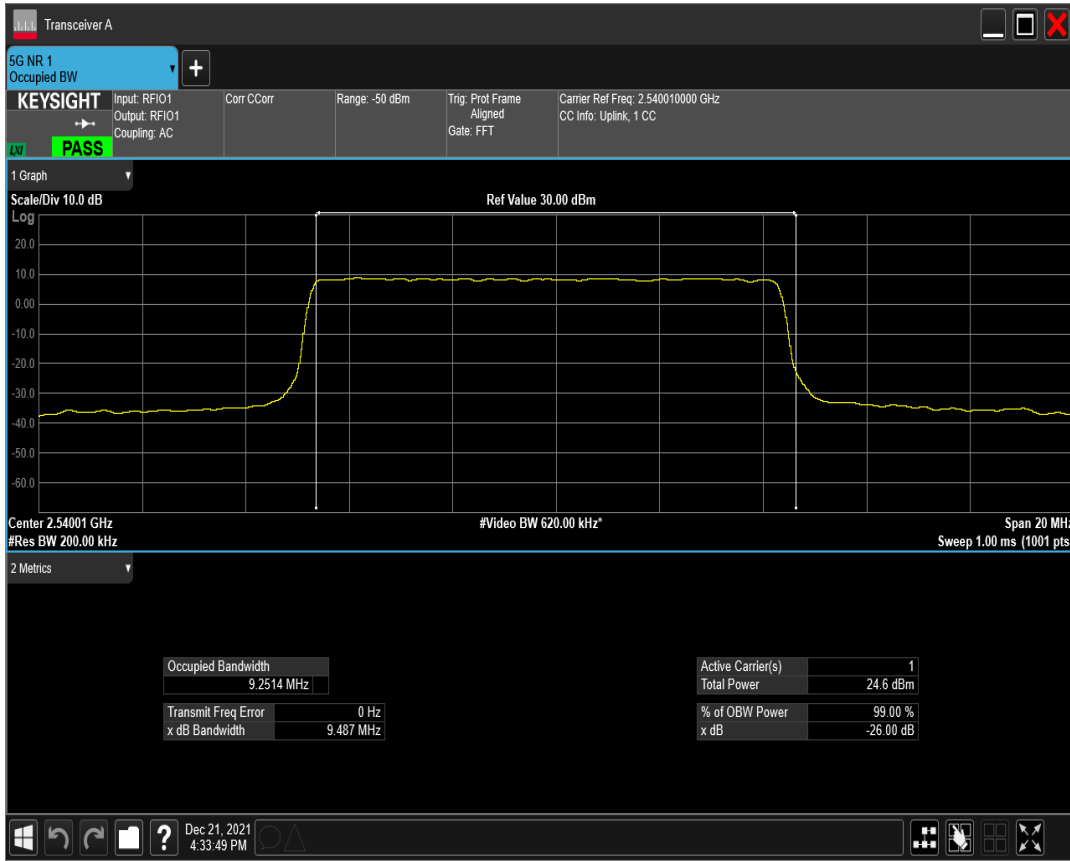 Transceiver A
5G NR 1
Occupied BW
+
KEYSIGHT
Input: RFIO1
Output: RFIO1
Coupling: AC
LXI
PASS
Corr CCorr
Range: -50 dBm
Trig: Prot Frame
Aligned
Gate: FFT
Carrier Ref Freq: 2.540010000 GHz
CC Info: Uplink, 1 CC
1 Graph
Scale/Div 10.0 dB
Ref Value 30.00 dBm
Log
20.0
10.0
0.00
-10.0
-20.0
-30.0
-40.0
-50.0
-60.0
Center 2.54001 GHz
#Video BW 620.00 kHz*
Span 20 MHz
#Res BW 200.00 kHz
Sweep 1.00 ms (1001 pts
2 Metrics
Occupied Bandwidth
9.2514 MHz
Transmit Freq Error 0 Hz
x dB Bandwidth 9.487 MHz
Active Carrier(s) 1
Total Power 24.6 dBm
% of OBW Power 99.00 %
x dB -26.00 dB
?
Dec 21, 2021
4:33:49 PM